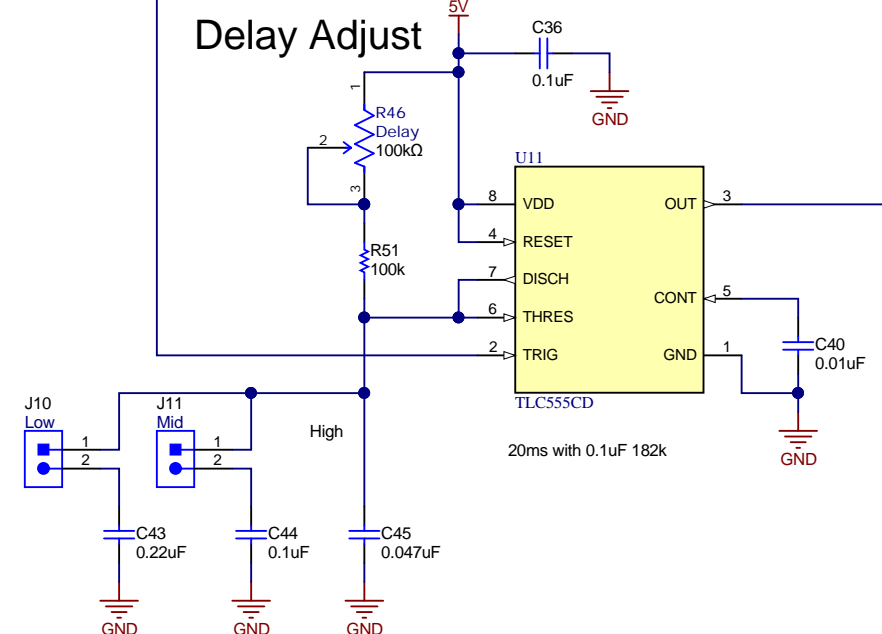 5V
Delay Adjust
C36
0.1uF
GND
1
R46
Delay
100kΩ
2
3
U11
8 VDD OUT 3
4 RESET
R51
100k
7 DISCH
CONT 5
6 THRES
2 TRIG GND 1
C40
0.01uF
TLC555CD
GND
20ms with 0.1uF 182k
J10
Low
1
2
J11
Mid
1
2
High
C43
0.22uF
C44
0.1uF
C45
0.047uF
GND
GND
GND